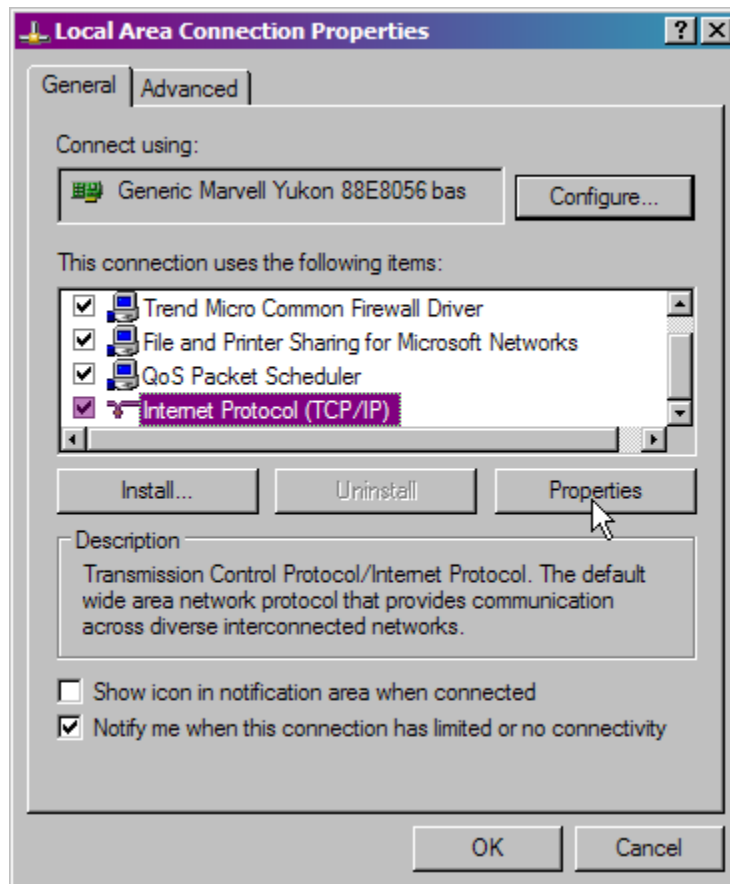 Local Area Connection Properties
General
Advanced
Connect using:
Generic Marvell Yukon 88E8056 bas
Configure...
This connection uses the following items:
Trend Micro Common Firewall Driver
File and Printer Sharing for Microsoft Networks
QoS Packet Scheduler
Internet Protocol (TCP/IP)
Install...
Uninstall
Properties
Description
Transmission Control Protocol/Internet Protocol. The default
wide area network protocol that provides communication
across diverse interconnected networks.
Show icon in notification area when connected
Notify me when this connection has limited or no connectivity
OK
Cancel